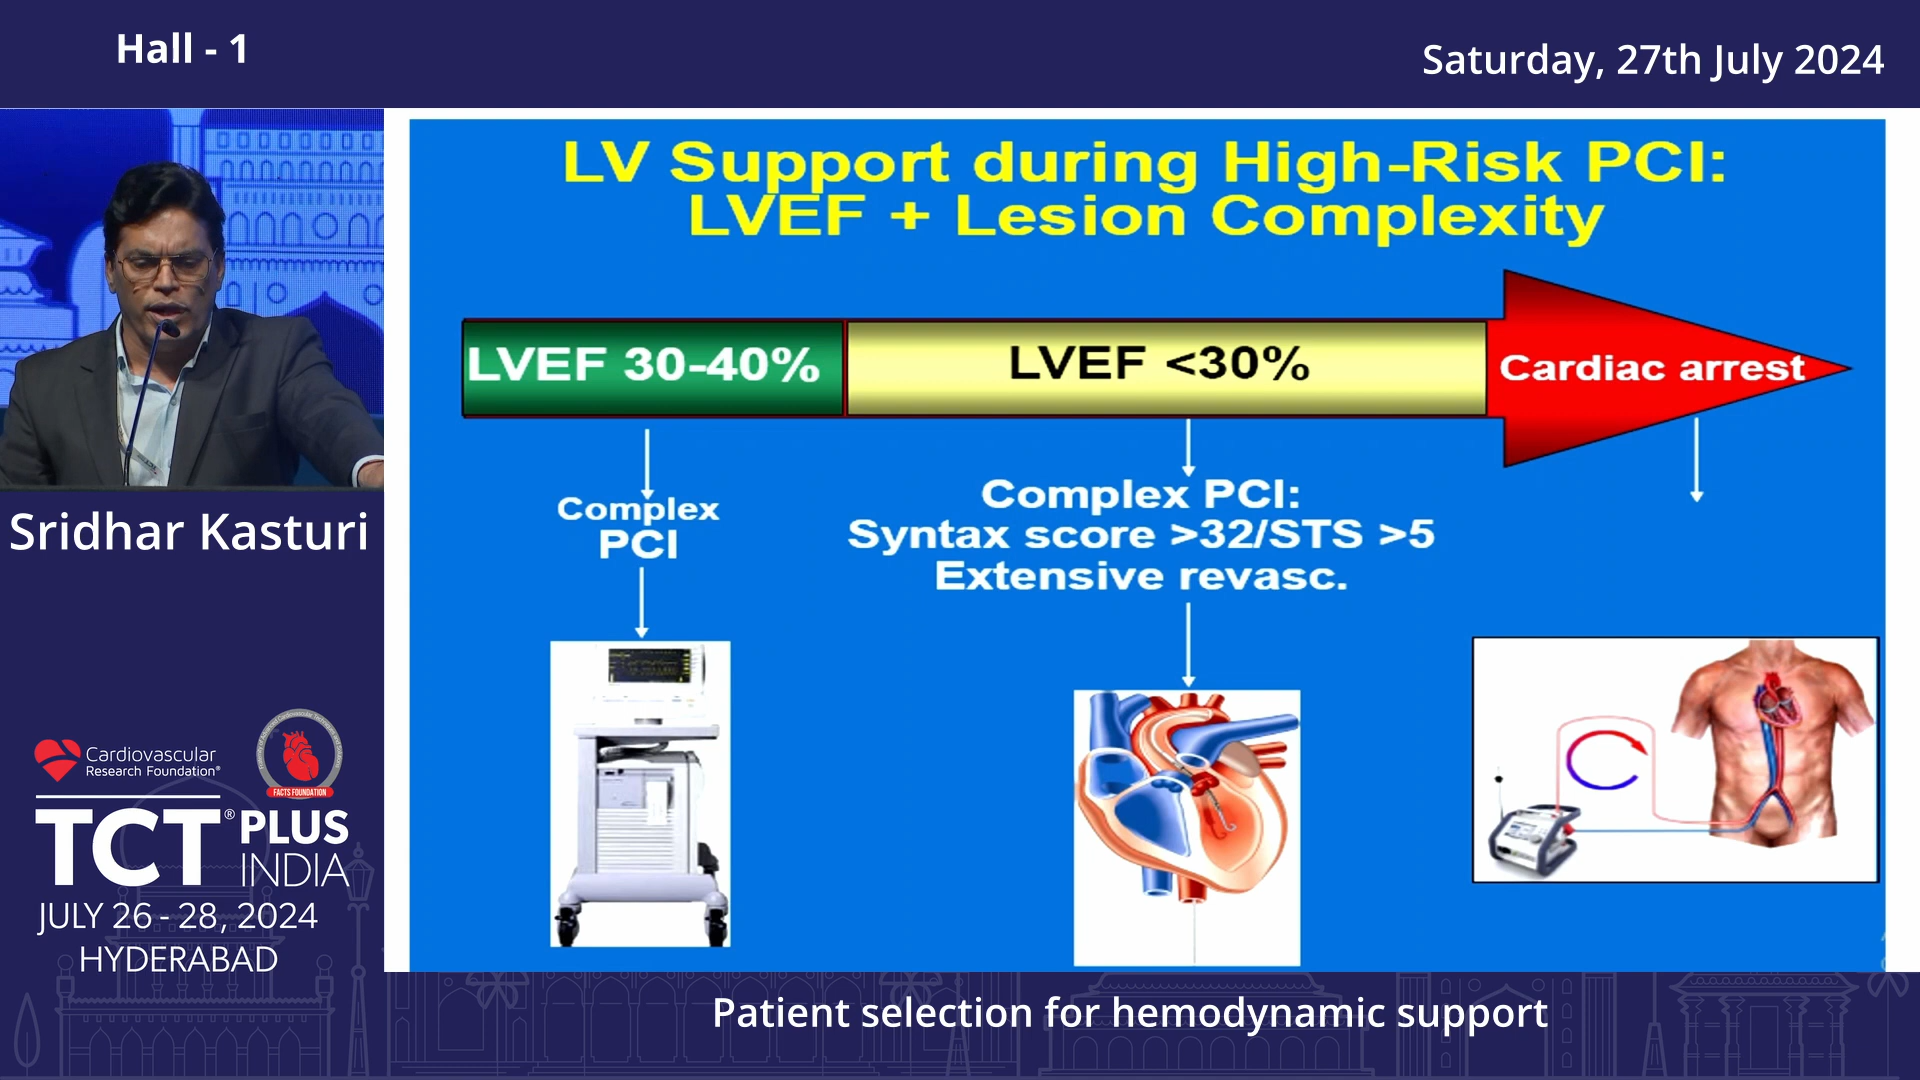 Hall - 1
Saturday, 27th July 2024
LV Support during High-Risk PCI:
LVEF + Lesion Complexity
LVEF 30-40%
LVEF <30%
Cardiac arrest
Complex
PCI
Complex PCI:
Syntax score >32/STS >5
Extensive revasc.
Sridhar Kasturi
Cardiovascular
Research Foundation®
FACTS FOUNDATION
TCT® PLUS
INDIA
JULY 26 - 28, 2024
HYDERABAD
Patient selection for hemodynamic support